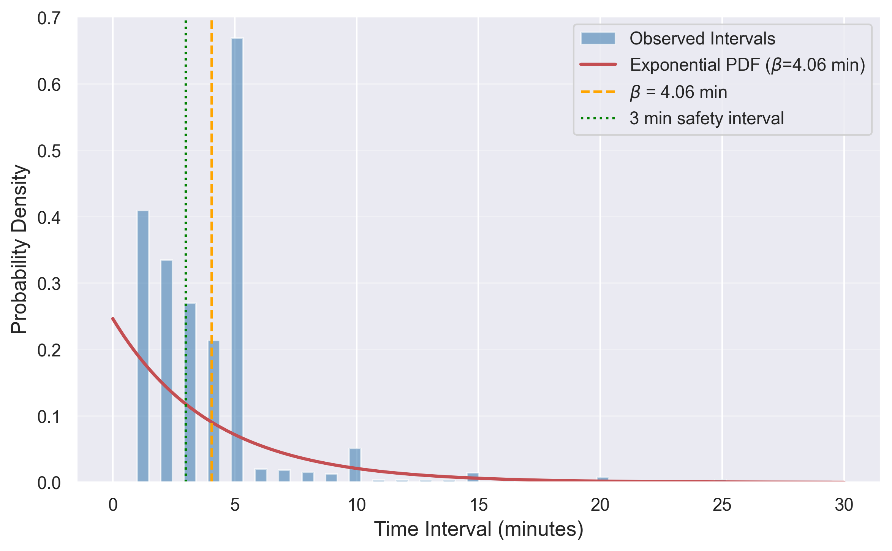 0.7
0.6
0.5
0.4
0.3
0.2
0.1
0.0
Probability Density
Observed Intervals
Exponential PDF (β=4.06 min)
β = 4.06 min
3 min safety interval
0 5 10 15 20 25 30
Time Interval (minutes)